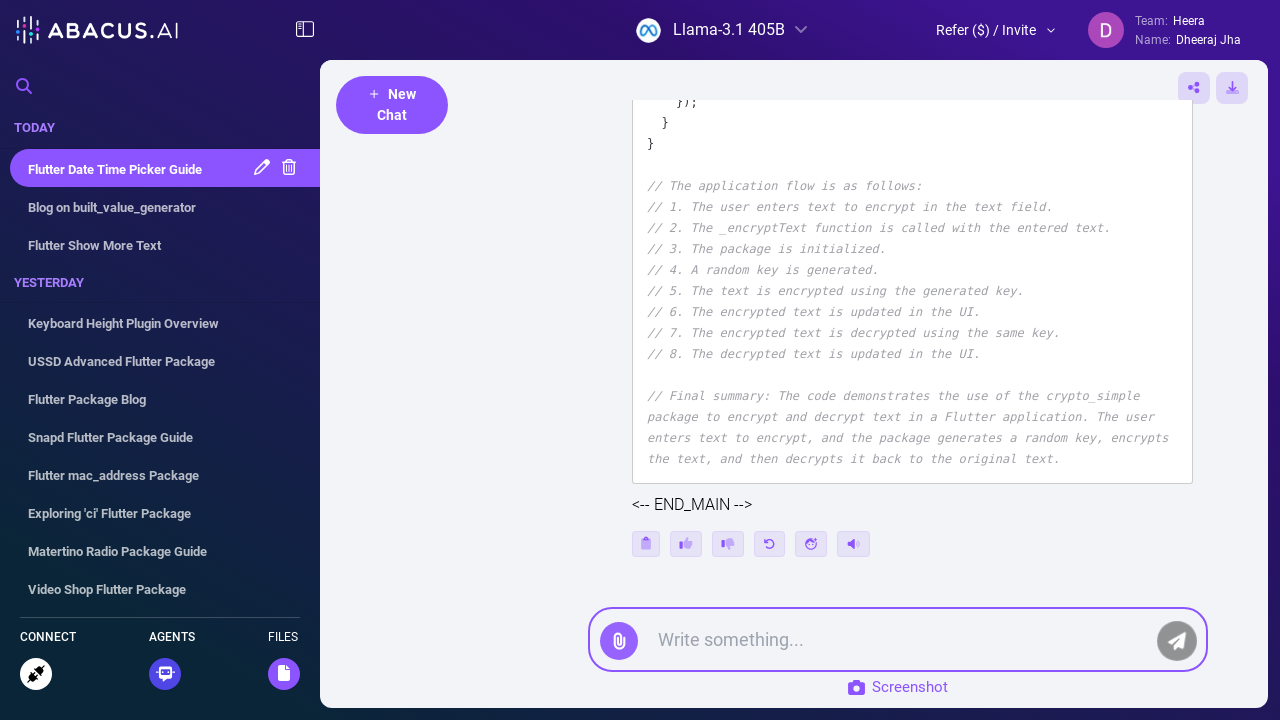 ABACUS.AI
Llama-3.1 405B
Refer ($) / Invite
D
Team: Heera
Name: Dheeraj Jha
TODAY
Flutter Date Time Picker Guide
Blog on built_value_generator
Flutter Show More Text
YESTERDAY
Keyboard Height Plugin Overview
USSD Advanced Flutter Package
Flutter Package Blog
Snapd Flutter Package Guide
Flutter mac_address Package
Exploring 'ci' Flutter Package
Matertino Radio Package Guide
Video Shop Flutter Package
CONNECT
AGENTS
FILES
+ New
Chat
});
}
}
// The application flow is as follows:
// 1. The user enters text to encrypt in the text field.
// 2. The _encryptText function is called with the entered text.
// 3. The package is initialized.
// 4. A random key is generated.
// 5. The text is encrypted using the generated key.
// 6. The encrypted text is updated in the UI.
// 7. The encrypted text is decrypted using the same key.
// 8. The decrypted text is updated in the UI.
// Final summary: The code demonstrates the use of the crypto_simple
package to encrypt and decrypt text in a Flutter application. The user
enters text to encrypt, and the package generates a random key, encrypts
the text, and then decrypts it back to the original text.
<-- END_MAIN -->
Write something...
Screenshot